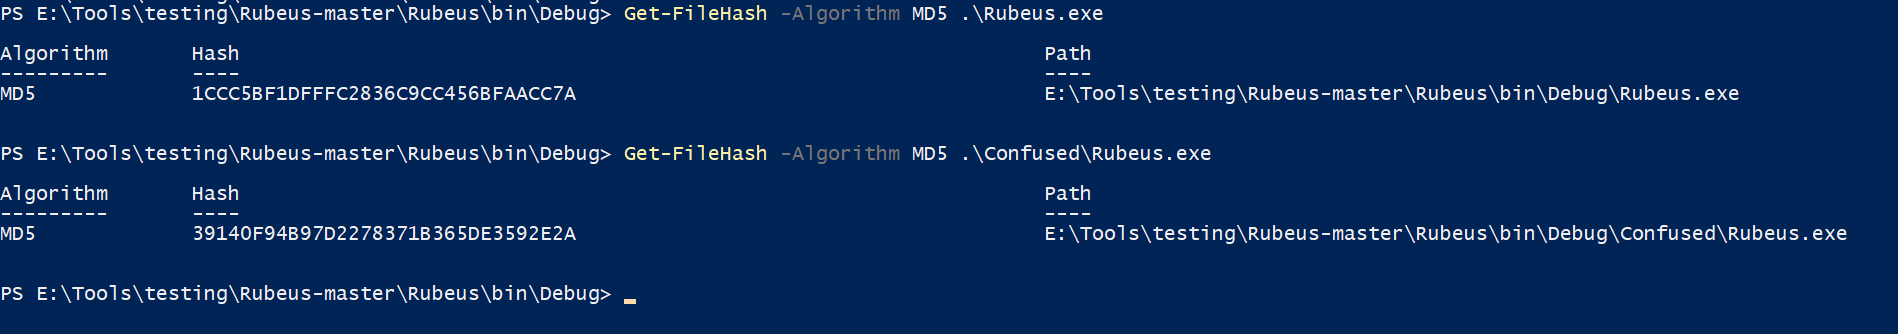 PS E:\Tools\testing\Rubeus-master\Rubeus\bin\Debug> Get-FileHash -Algorithm MD5 .\Rubeus.exe
Algorithm       Hash                                                                   Path
---------       ----                                                                   ----
MD5             1CCC5BF1DFFFC2836C9CC456BFAACC7A                                       E:\Tools\testing\Rubeus-master\Rubeus\bin\Debug\Rubeus.exe
PS E:\Tools\testing\Rubeus-master\Rubeus\bin\Debug> Get-FileHash -Algorithm MD5 .\Confused\Rubeus.exe
Algorithm       Hash                                                                   Path
---------       ----                                                                   ----
MD5             39140F94B97D2278371B365DE3592E2A                                       E:\Tools\testing\Rubeus-master\Rubeus\bin\Debug\Confused\Rubeus.exe
PS E:\Tools\testing\Rubeus-master\Rubeus\bin\Debug> _